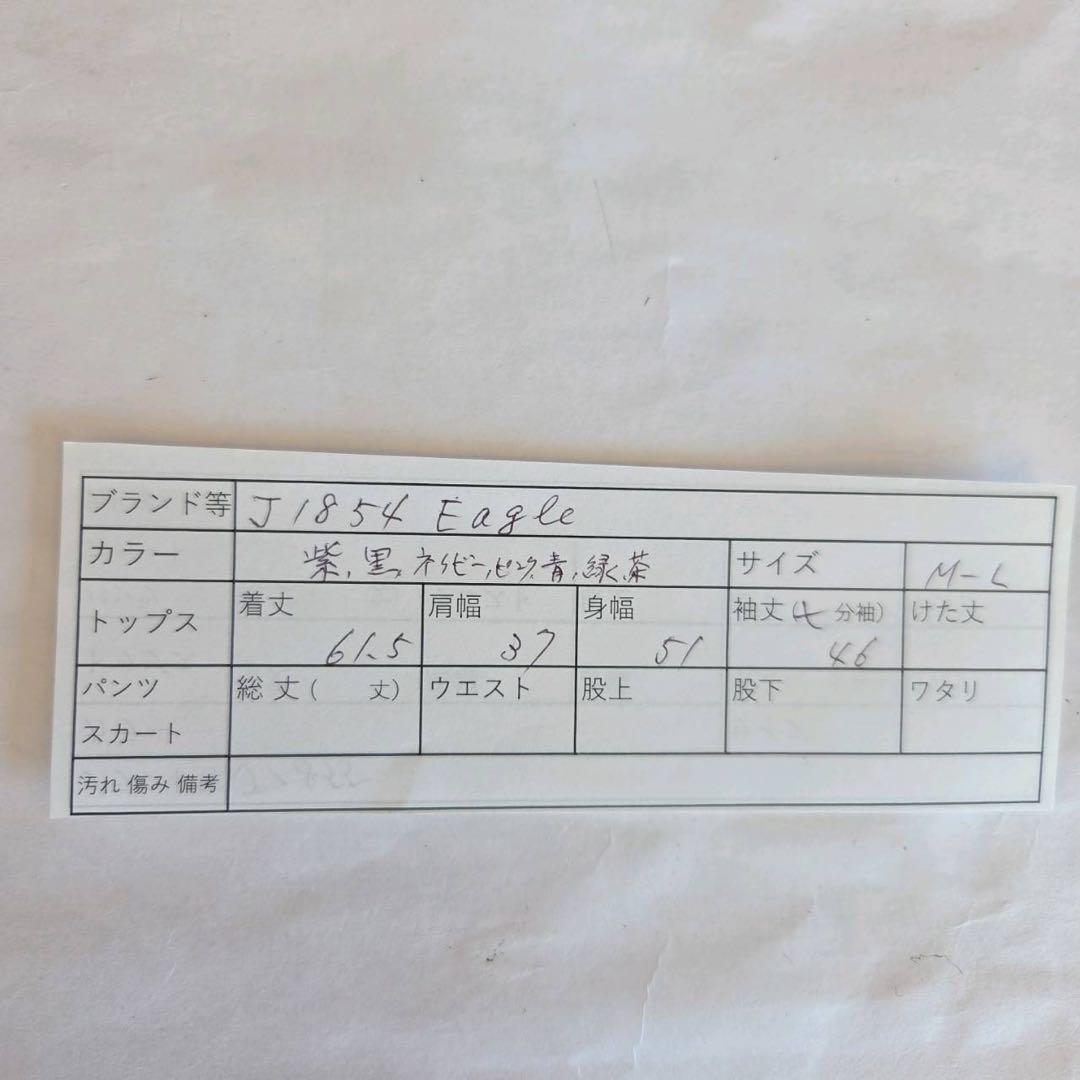 ブランド等 J1854 Eagle
カラー 紫,黒,ネイビー,ピンク,青,緑,茶 サイズ M-L
トップス 着丈 61.5 肩幅 37 身幅 51 袖丈(七分袖) 46 けた丈
パンツ スカート 総丈( 丈) ウエスト 股上 股下 ワタリ
汚れ 傷み 備考